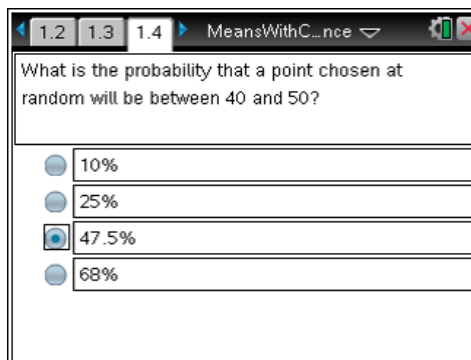 1.2 1.3 1.4 MeansWithC...nce
What is the probability that a point chosen at
random will be between 40 and 50?
10%
25%
47.5%
68%